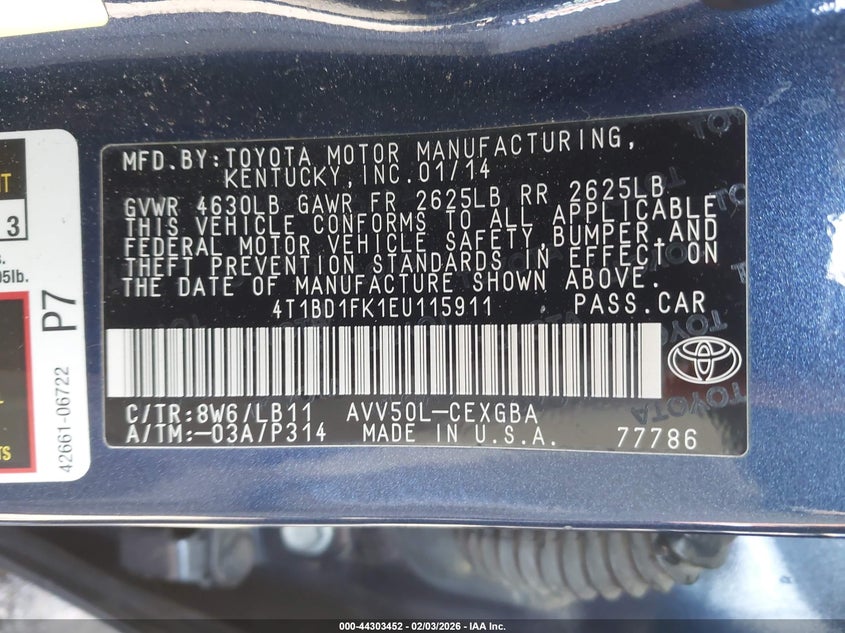 MFD.BY:TOYOTA MOTOR MANUFACTURING,
KENTUCKY,INC.01/14
GVWR 4630LB GAWR FR 2625LB RR 2625LB
THIS VEHICLE CONFORMS TO ALL APPLICABLE
FEDERAL MOTOR VEHICLE SAFETY,BUMPER,AND
THEFT PREVENTION STANDARDS IN EFFECT ON
THE DATE OF MANUFACTURE SHOWN ABOVE.
4T1BD1FK1EU115911 PASS.CAR
C/TR:8W6/LB11 AVV50L-CEXGBA
A/TM:-03A/P314 MADE IN U.S.A. 77786
TOYOTA
3
5lb.
P7
42661-06722
000-44303452 - 02/03/2026 - IAA Inc.